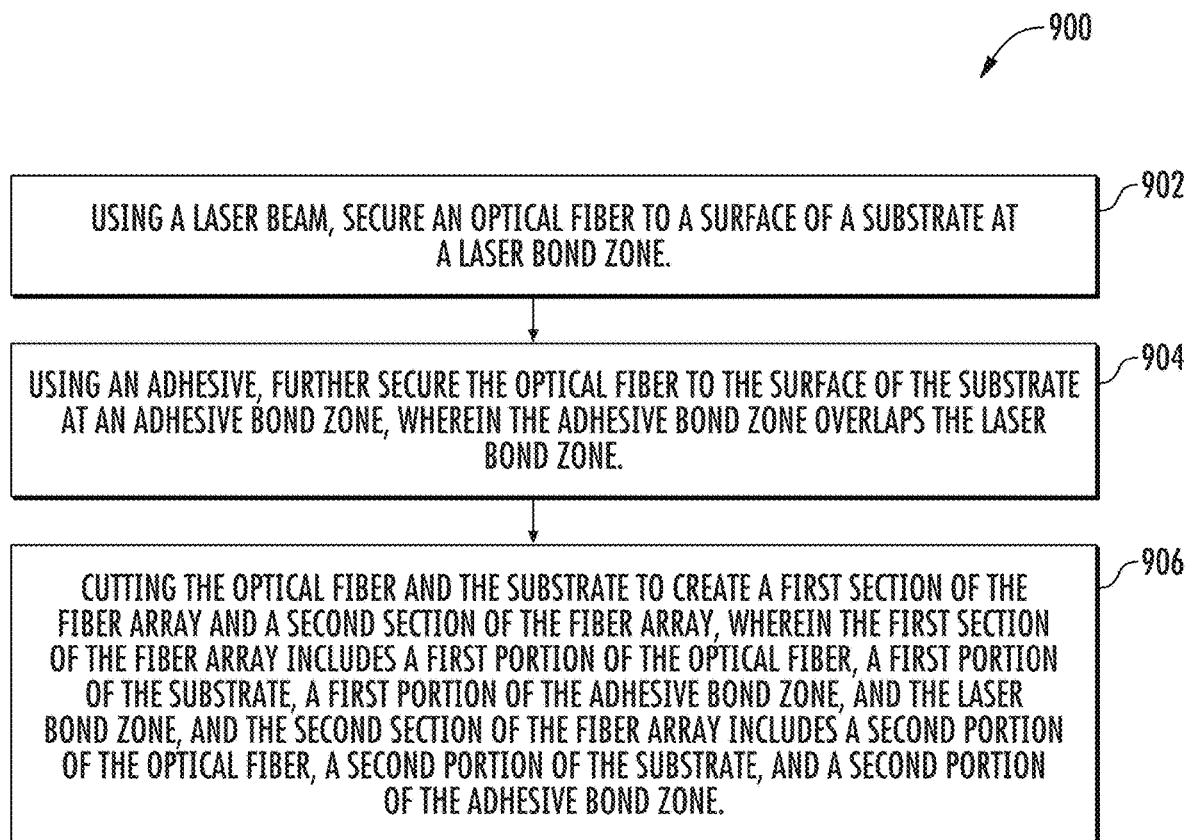 900
902
USING A LASER BEAM, SECURE AN OPTICAL FIBER TO A SURFACE OF A SUBSTRATE AT
A LASER BOND ZONE.
904
USING AN ADHESIVE, FURTHER SECURE THE OPTICAL FIBER TO THE SURFACE OF THE SUBSTRATE
AT AN ADHESIVE BOND ZONE, WHEREIN THE ADHESIVE BOND ZONE OVERLAPS THE LASER
BOND ZONE.
906
CUTTING THE OPTICAL FIBER AND THE SUBSTRATE TO CREATE A FIRST SECTION OF THE
FIBER ARRAY AND A SECOND SECTION OF THE FIBER ARRAY, WHEREIN THE FIRST SECTION
OF THE FIBER ARRAY INCLUDES A FIRST PORTION OF THE OPTICAL FIBER, A FIRST PORTION
OF THE SUBSTRATE, A FIRST PORTION OF THE ADHESIVE BOND ZONE, AND THE LASER
BOND ZONE, AND THE SECOND SECTION OF THE FIBER ARRAY INCLUDES A SECOND PORTION
OF THE OPTICAL FIBER, A SECOND PORTION OF THE SUBSTRATE, AND A SECOND PORTION
OF THE ADHESIVE BOND ZONE.